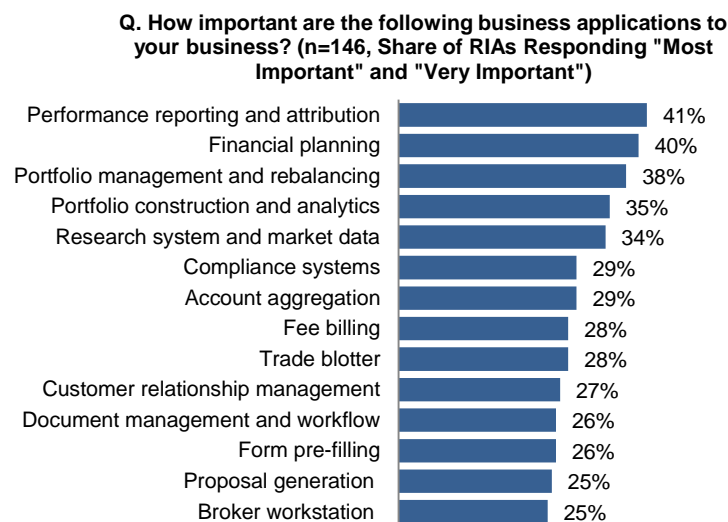 Q. How important are the following business applications to
your business? (n=146, Share of RIAs Responding "Most
Important" and "Very Important")
Performance reporting and attribution 41%
Financial planning 40%
Portfolio management and rebalancing 38%
Portfolio construction and analytics 35%
Research system and market data 34%
Compliance systems 29%
Account aggregation 29%
Fee billing 28%
Trade blotter 28%
Customer relationship management 27%
Document management and workflow 26%
Form pre-filling 26%
Proposal generation 25%
Broker workstation 25%